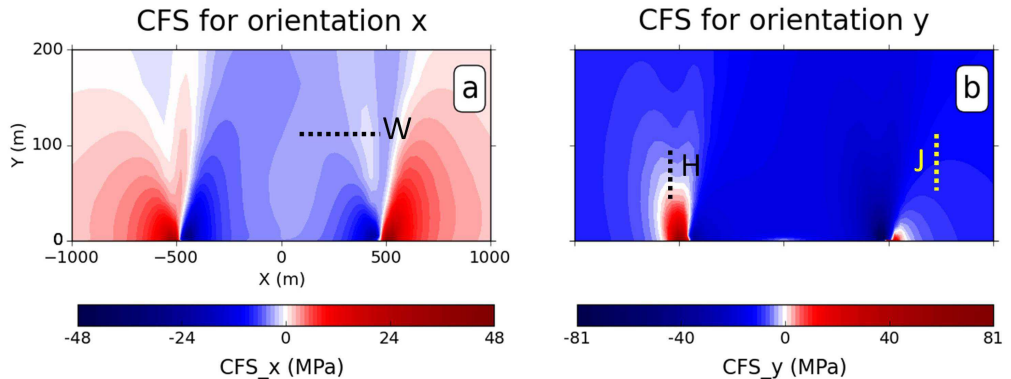 CFS for orientation x
CFS for orientation y
200
100
0
Y (m)
a
W
b
H
J
−1000 −500 0 500 1000
X (m)
-48 -24 0 24 48
CFS_x (MPa)
-81 -40 0 40 81
CFS_y (MPa)